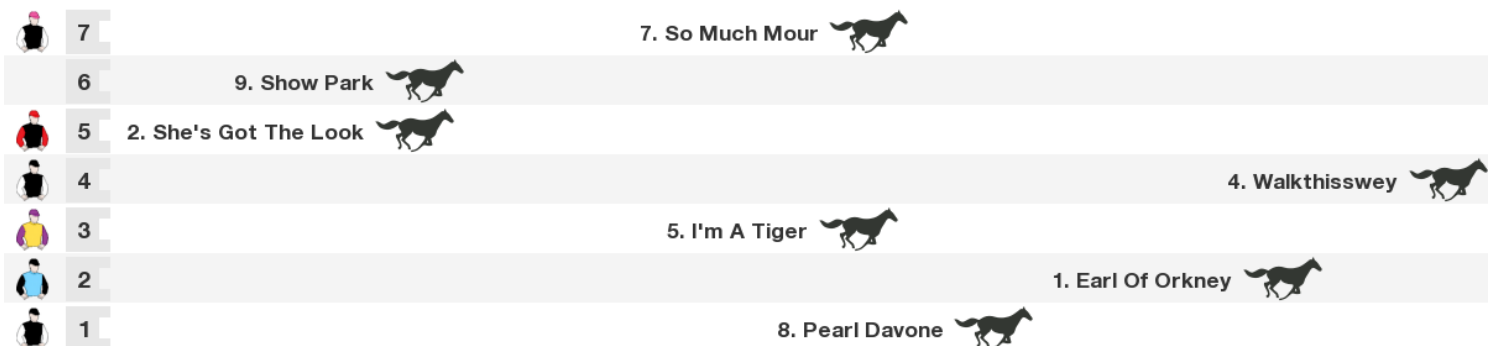 7 7. So Much Mour
6 9. Show Park
5 2. She's Got The Look
4 4. Walkthisswey
3 5. I'm A Tiger
2 1. Earl Of Orkney
1 8. Pearl Davone